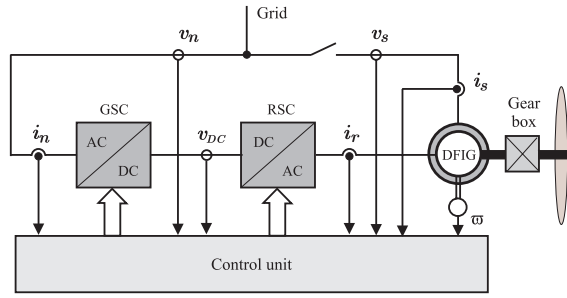 Grid
v_n
v_s
i_s
GSC
RSC
Gear
box
i_n
AC
DC
v_DC
DC
AC
i_r
DFIG
ϖ
Control unit